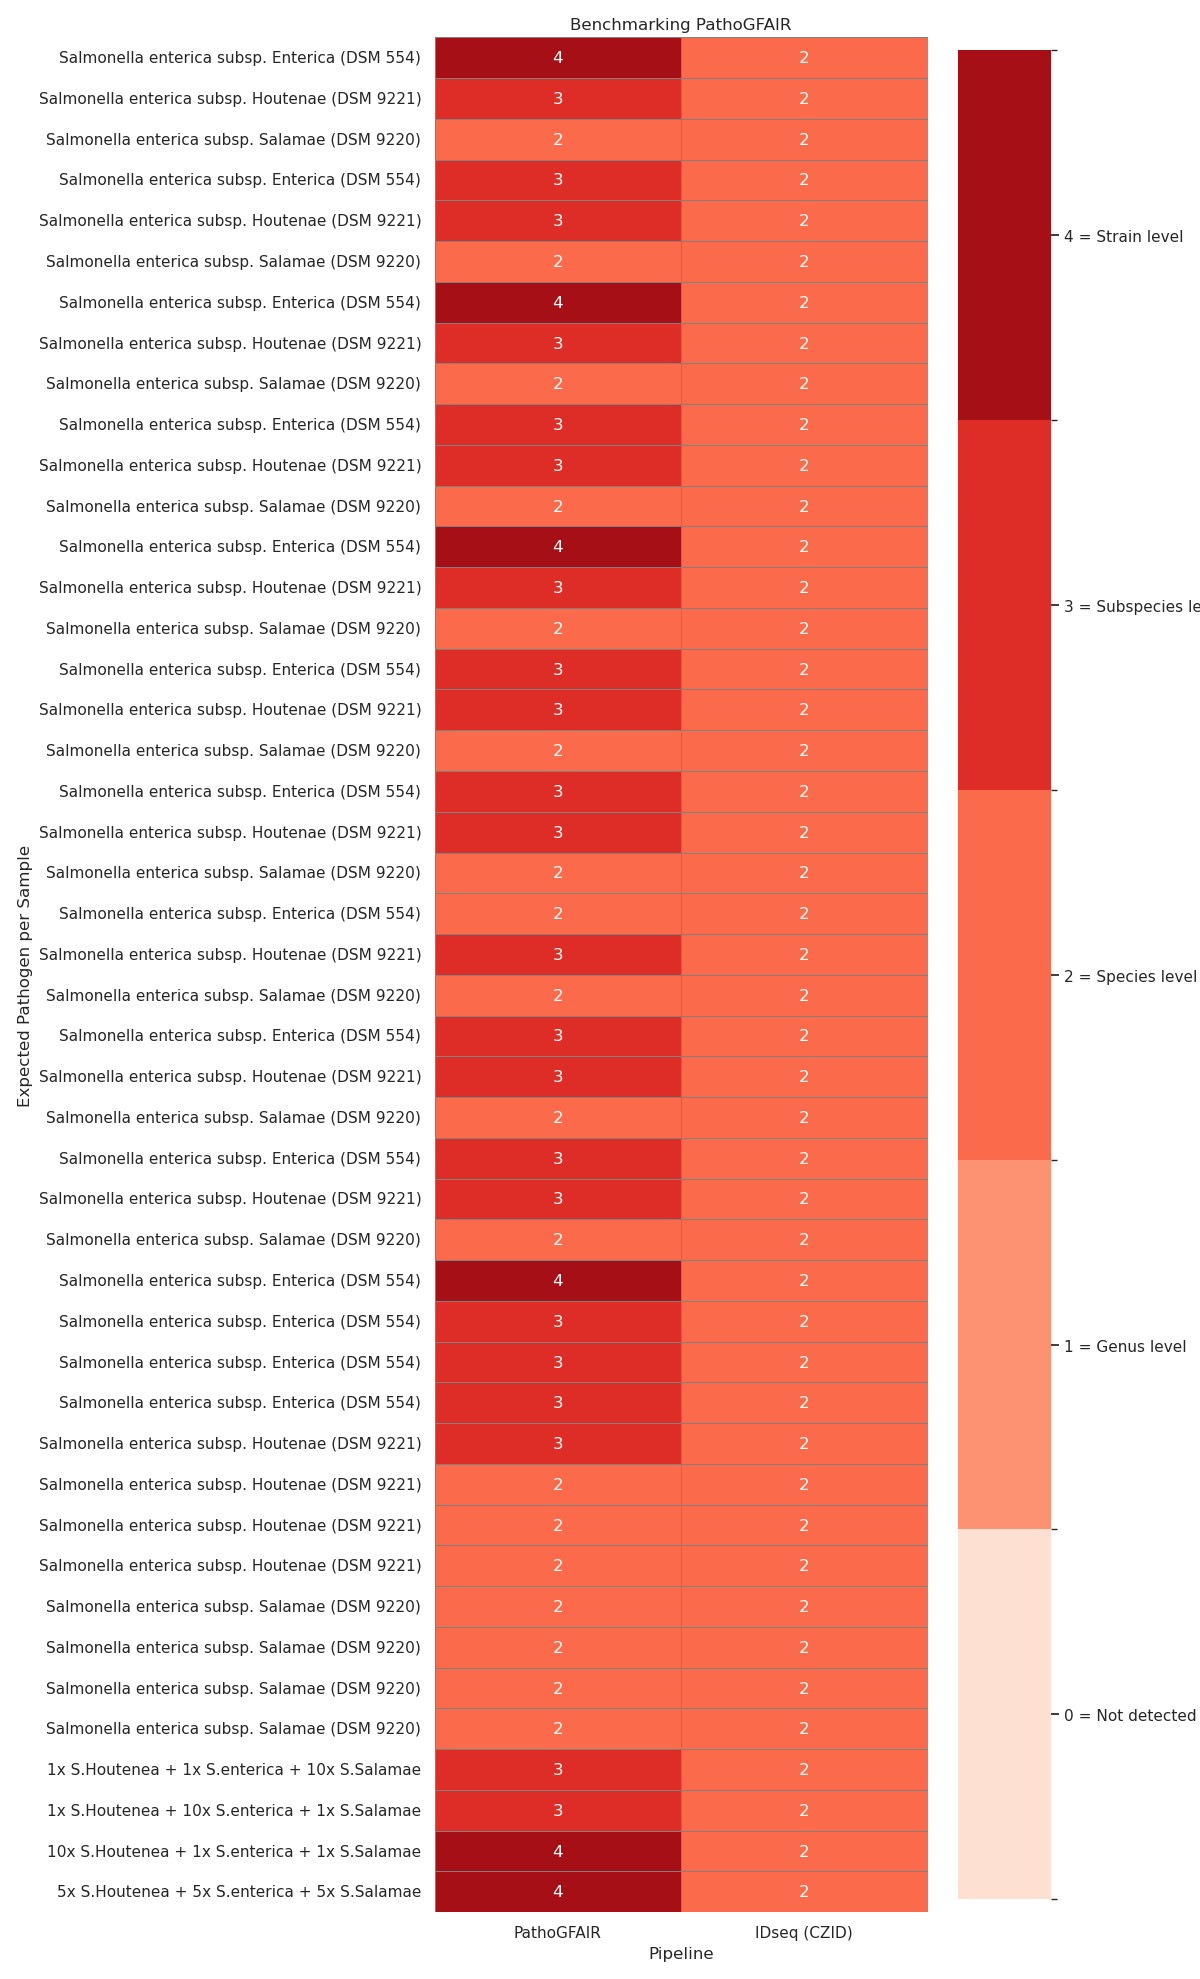 Benchmarking PathoGFAIR
Salmonella enterica subsp. Enterica (DSM 554) 4 2
Salmonella enterica subsp. Houtenae (DSM 9221) 3 2
Salmonella enterica subsp. Salamae (DSM 9220) 2 2
Salmonella enterica subsp. Enterica (DSM 554) 3 2
Salmonella enterica subsp. Houtenae (DSM 9221) 3 2
Salmonella enterica subsp. Salamae (DSM 9220) 2 2
Salmonella enterica subsp. Enterica (DSM 554) 4 2
Salmonella enterica subsp. Houtenae (DSM 9221) 3 2
Salmonella enterica subsp. Salamae (DSM 9220) 2 2
Salmonella enterica subsp. Enterica (DSM 554) 3 2
Salmonella enterica subsp. Houtenae (DSM 9221) 3 2
Salmonella enterica subsp. Salamae (DSM 9220) 2 2
Salmonella enterica subsp. Enterica (DSM 554) 4 2
Salmonella enterica subsp. Houtenae (DSM 9221) 3 2
Salmonella enterica subsp. Salamae (DSM 9220) 2 2
Salmonella enterica subsp. Enterica (DSM 554) 3 2
Salmonella enterica subsp. Houtenae (DSM 9221) 3 2
Salmonella enterica subsp. Salamae (DSM 9220) 2 2
Salmonella enterica subsp. Enterica (DSM 554) 3 2
Salmonella enterica subsp. Houtenae (DSM 9221) 3 2
Salmonella enterica subsp. Salamae (DSM 9220) 2 2
Salmonella enterica subsp. Enterica (DSM 554) 2 2
Salmonella enterica subsp. Houtenae (DSM 9221) 3 2
Salmonella enterica subsp. Salamae (DSM 9220) 2 2
Salmonella enterica subsp. Enterica (DSM 554) 3 2
Salmonella enterica subsp. Houtenae (DSM 9221) 3 2
Salmonella enterica subsp. Salamae (DSM 9220) 2 2
Salmonella enterica subsp. Enterica (DSM 554) 3 2
Salmonella enterica subsp. Houtenae (DSM 9221) 3 2
Salmonella enterica subsp. Salamae (DSM 9220) 2 2
Salmonella enterica subsp. Enterica (DSM 554) 4 2
Salmonella enterica subsp. Enterica (DSM 554) 3 2
Salmonella enterica subsp. Enterica (DSM 554) 3 2
Salmonella enterica subsp. Enterica (DSM 554) 3 2
Salmonella enterica subsp. Houtenae (DSM 9221) 3 2
Salmonella enterica subsp. Houtenae (DSM 9221) 2 2
Salmonella enterica subsp. Houtenae (DSM 9221) 2 2
Salmonella enterica subsp. Houtenae (DSM 9221) 2 2
Salmonella enterica subsp. Salamae (DSM 9220) 2 2
Salmonella enterica subsp. Salamae (DSM 9220) 2 2
Salmonella enterica subsp. Salamae (DSM 9220) 2 2
Salmonella enterica subsp. Salamae (DSM 9220) 2 2
1x S.Houtenea + 1x S.enterica + 10x S.Salamae 3 2
1x S.Houtenea + 10x S.enterica + 1x S.Salamae 3 2
10x S.Houtenea + 1x S.enterica + 1x S.Salamae 4 2
5x S.Houtenea + 5x S.enterica + 5x S.Salamae 4 2
PathoGFAIR IDseq (CZID)
Pipeline
Expected Pathogen per Sample
4 = Strain level
3 = Subspecies le
2 = Species level
1 = Genus level
0 = Not detected